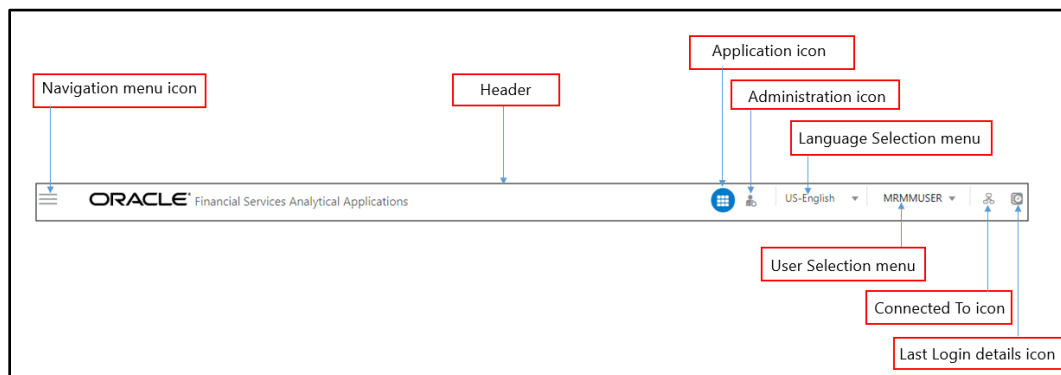 Application icon
Navigation menu icon
Header
Administration icon
Language Selection menu
ORACLE® Financial Services Analytical Applications
US-English
MRMMUSER
User Selection menu
Connected To icon
Last Login details icon